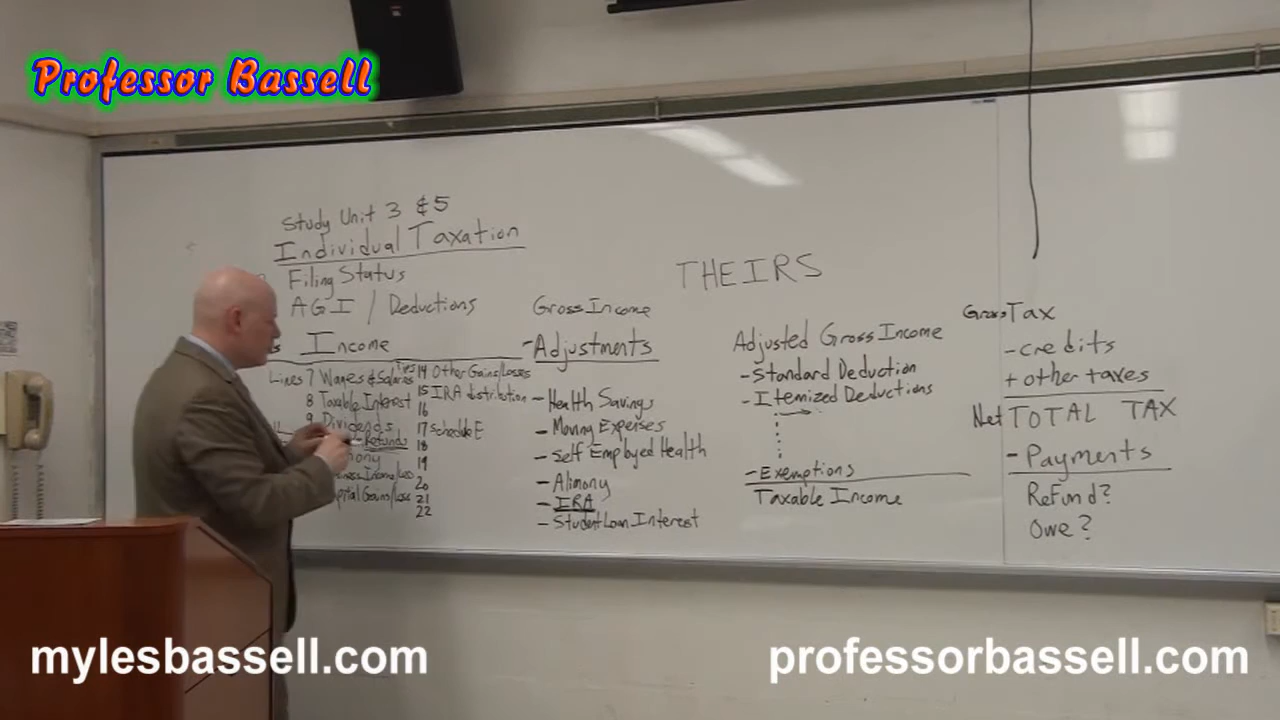 Professor Bassell
Study Unit 3 & 5
Individual Taxation
Filing Status
AGI / Deductions
Income
Lines 7 Wages & Salaries
8 Taxable Interest
9 Dividends
Refunds
14 Other Gains/Losses
15 IRA distribution
16
17 Schedule E
18
19
20
21
22
Gross Income
- Adjustments
- Health Savings
- Moving Expenses
- Self Employed Health
- Alimony
- IRA
- Student Loan Interest
THEIRS
Adjusted Gross Income
- Standard Deduction
- Itemized Deductions
- Exemptions
Taxable Income
Gross Tax
- credits
+ other taxes
Net TOTAL TAX
- Payments
Refund?
Owe?
mylesbassell.com
professorbassell.com